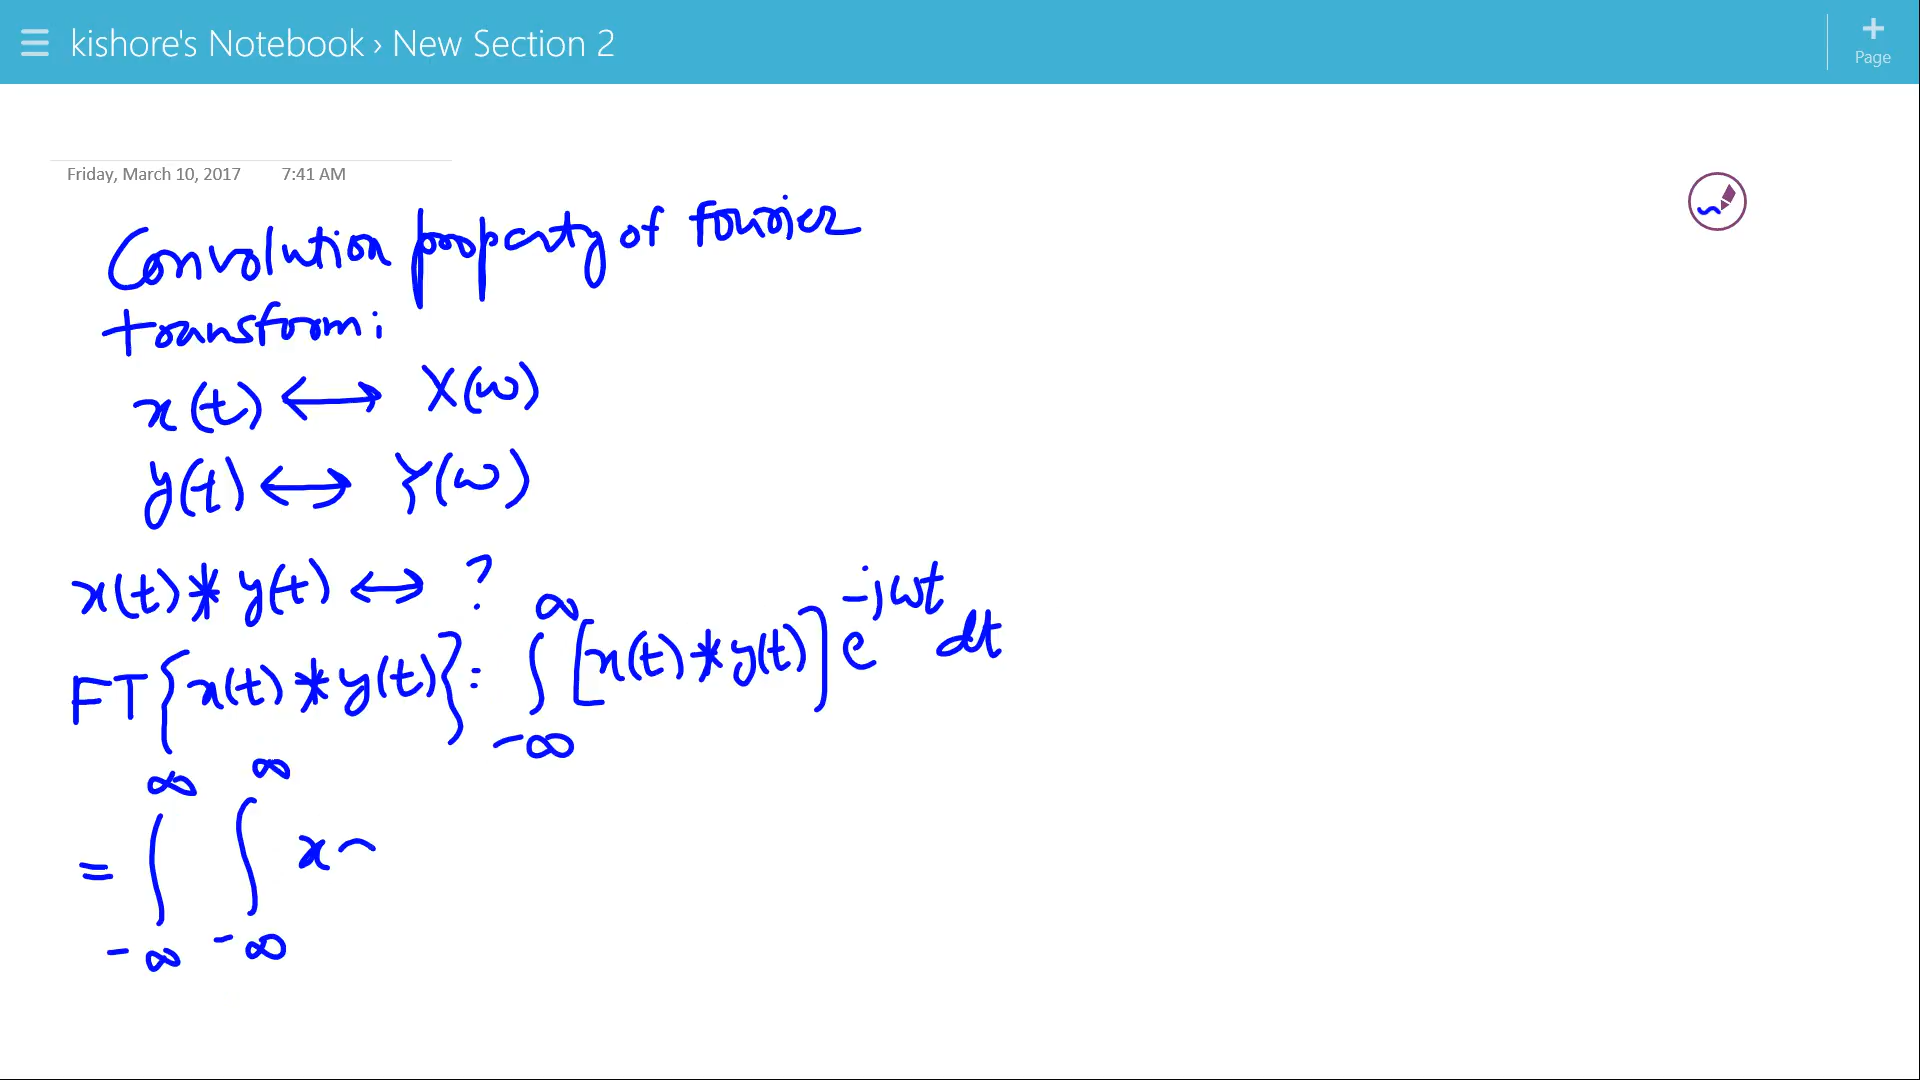 kishore's Notebook › New Section 2
+
Page
Friday, March 10, 2017 7:41 AM
Convolution property of fourier
transform:
x(t) ↔ X(ω)
y(t) ↔ Y(ω)
x(t) * y(t) ↔ ?
FT{x(t) * y(t)} = ∫_{-∞}^{∞} [x(t) * y(t)] e^{-jωt} dt
= ∫_{-∞}^{∞} ∫_{-∞}^{∞} x